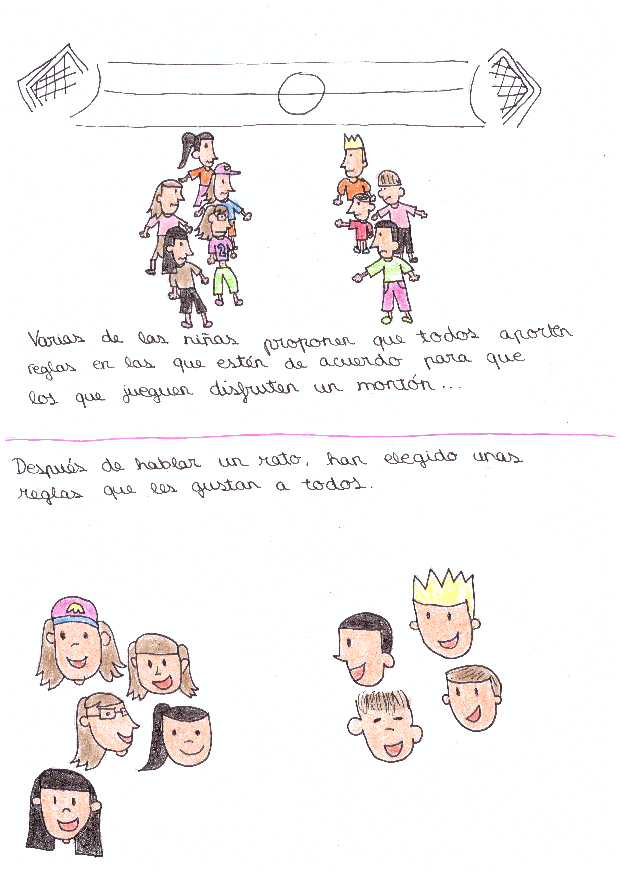 2
Varias de las niñas proponen que todos aporten
reglas en las que estén de acuerdo para que
los que jueguen disfruten un montón...
Después de hablar un rato, han elegido unas
reglas que les gustan a todos.